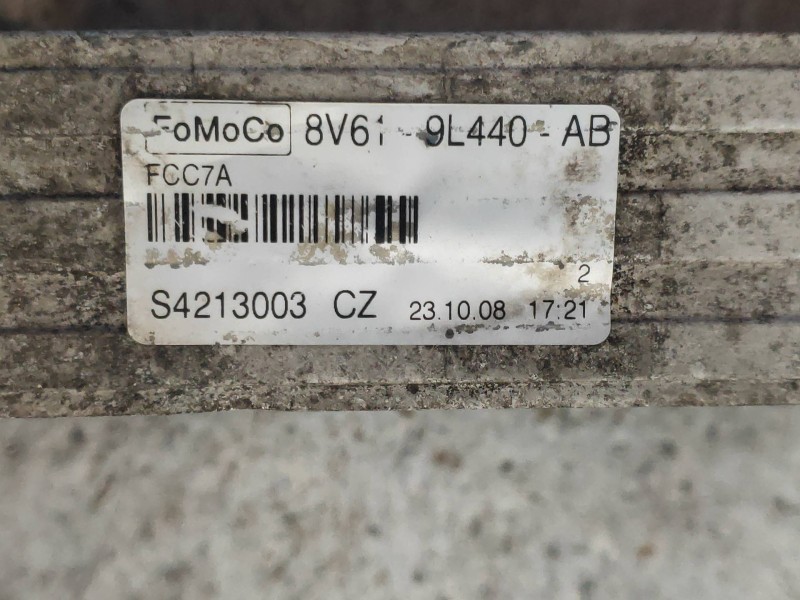 FoMoCo 8V61 - 9L440 - AB
FCC7A
2
S4213003 CZ 23.10.08 17:21